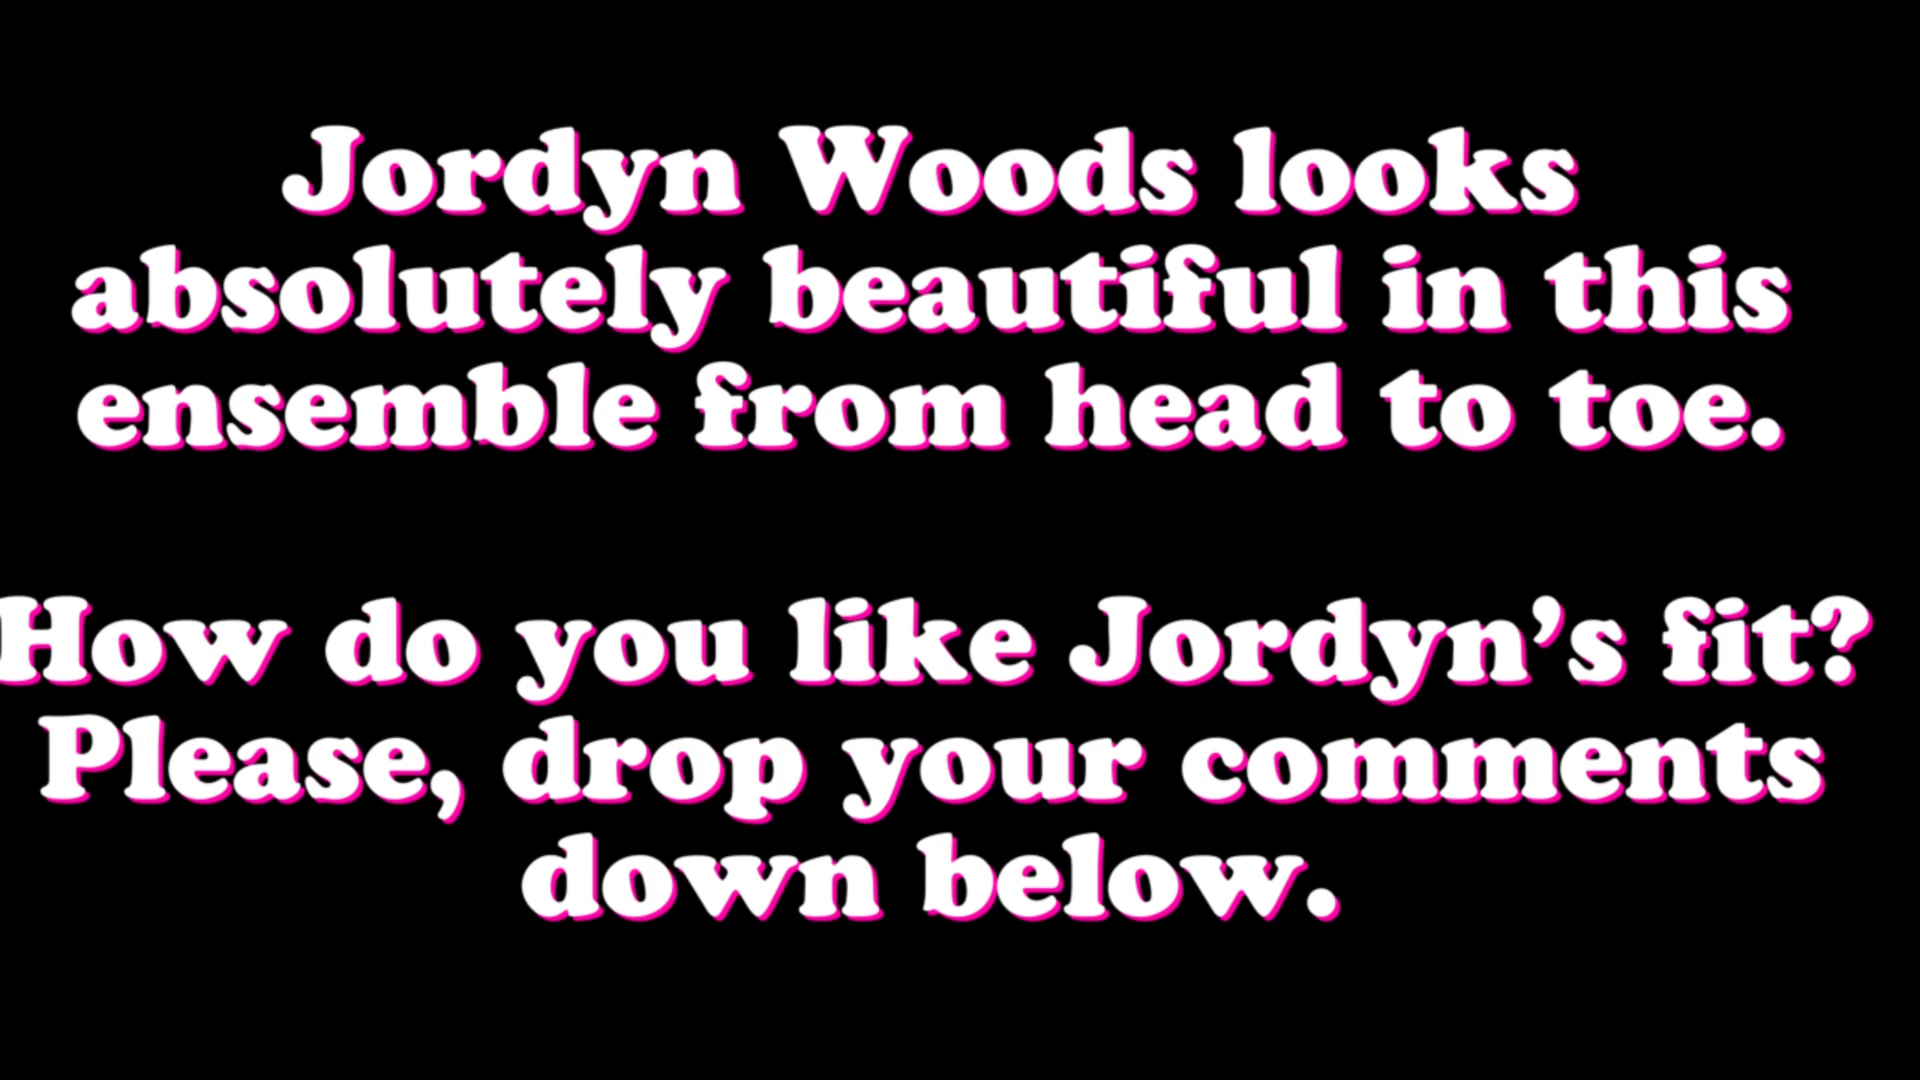 Jordyn Woods looks
absolutely beautiful in this
ensemble from head to toe.
How do you like Jordyn’s fit?
Please, drop your comments
down below.